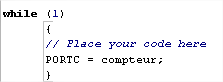 while (1)
{
// Place your code here
PORTC = compteur;
}